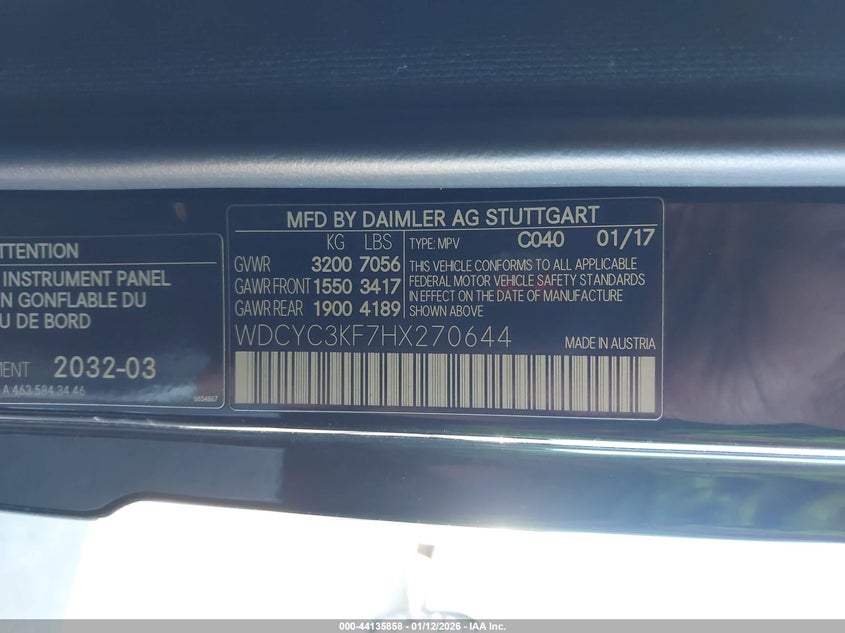 TTENTION
INSTRUMENT PANEL
N GONFLABLE DU
U DE BORD
MENT 2032-03
A 463 584 34 46
MFD BY DAIMLER AG STUTTGART
KG LBS TYPE: MPV C040 01/17
GVWR 3200 7056
GAWR FRONT 1550 3417
GAWR REAR 1900 4189
THIS VEHICLE CONFORMS TO ALL APPLICABLE
FEDERAL MOTOR VEHICLE SAFETY STANDARDS
IN EFFECT ON THE DATE OF MANUFACTURE
SHOWN ABOVE
WDCYC3KF7HX270644 MADE IN AUSTRIA
000-44135858 - 01/12/2026 - IAA Inc.